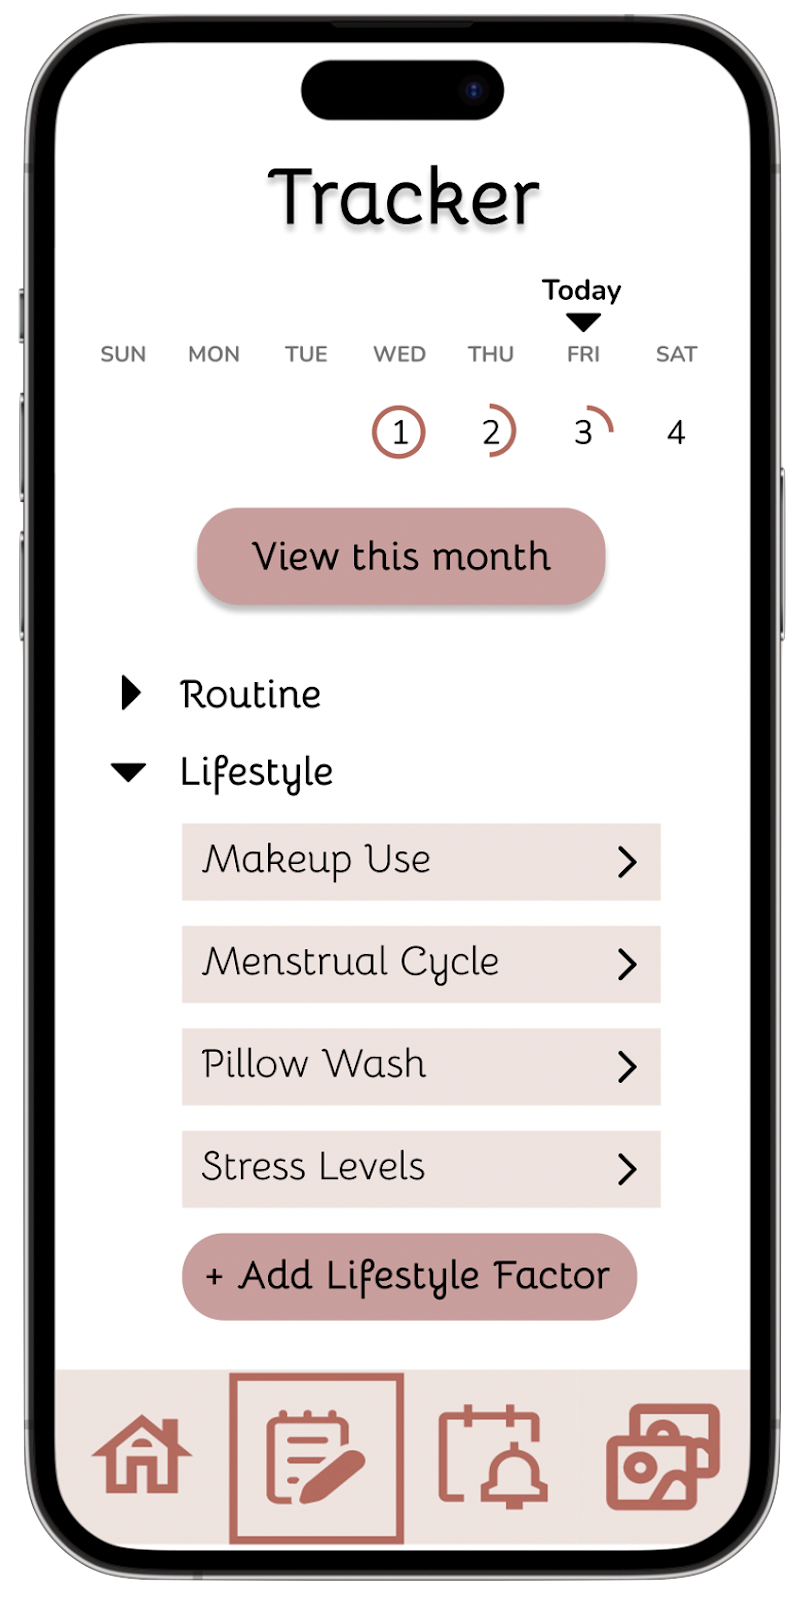 Tracker
Today
SUN MON TUE WED THU FRI SAT
1 2 3 4
View this month
Routine
Lifestyle
Makeup Use
Menstrual Cycle
Pillow Wash
Stress Levels
+ Add Lifestyle Factor